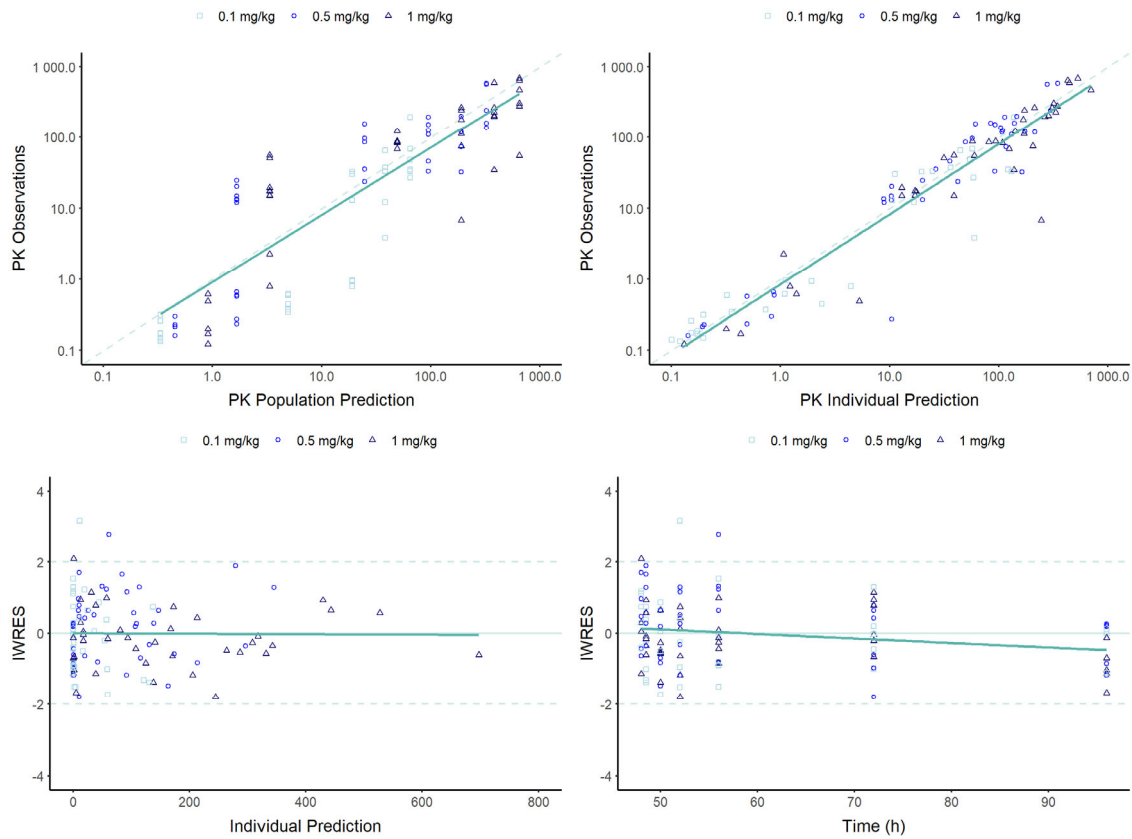 0.1 mg/kg 0.5 mg/kg 1 mg/kg
1 000.0
100.0
10.0
1.0
0.1
PK Observations
0.1 1.0 10.0 100.0 1 000.0
PK Population Prediction
0.1 mg/kg 0.5 mg/kg 1 mg/kg
1 000.0
100.0
10.0
1.0
0.1
PK Observations
0.1 1.0 10.0 100.0 1 000.0
PK Individual Prediction
0.1 mg/kg 0.5 mg/kg 1 mg/kg
4
2
0
-2
-4
IWRES
0 200 400 600 800
Individual Prediction
0.1 mg/kg 0.5 mg/kg 1 mg/kg
4
2
0
-2
-4
IWRES
50 60 70 80 90
Time (h)